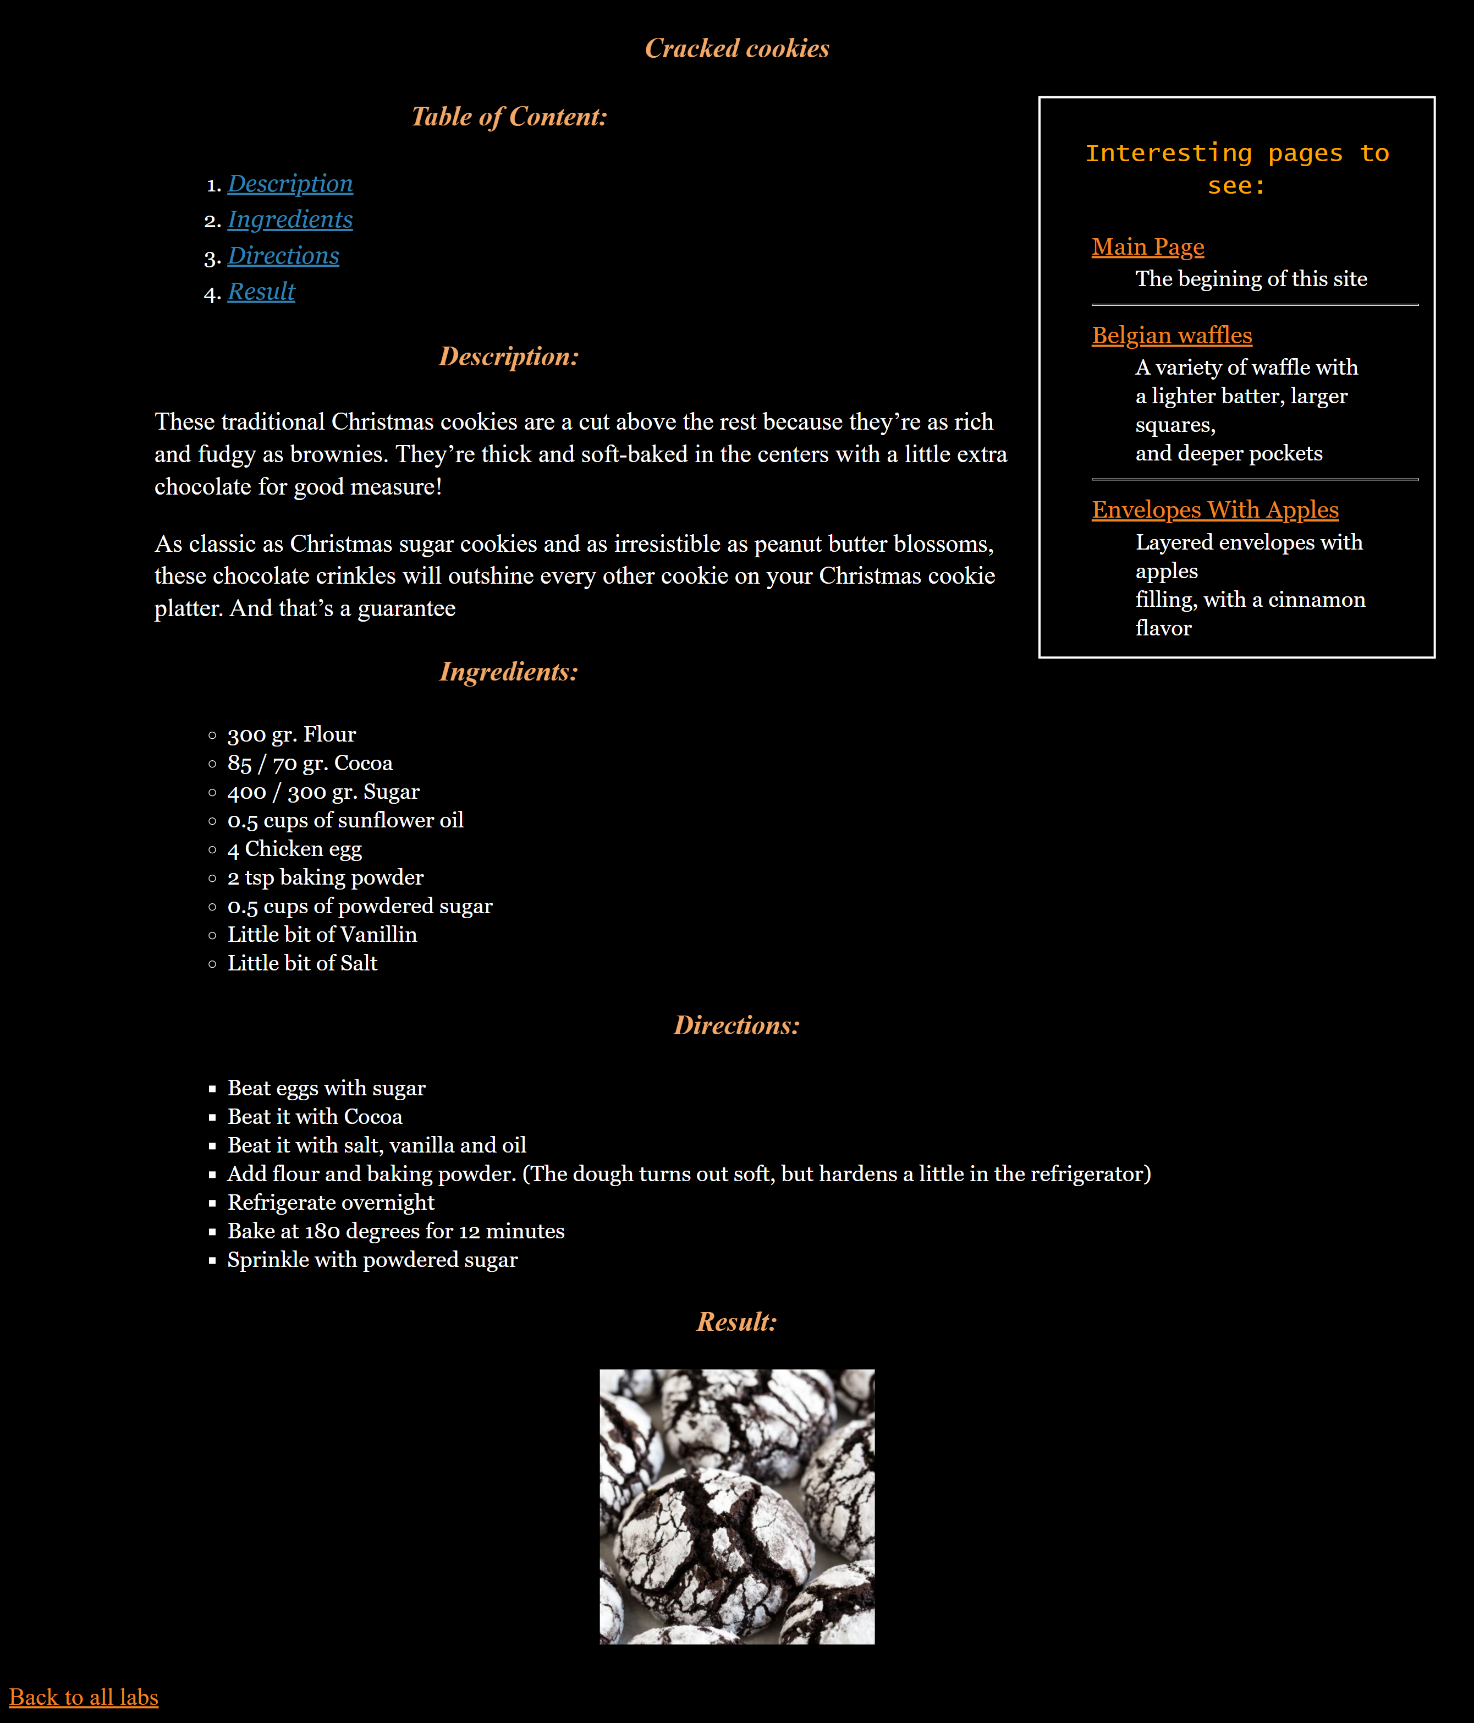 Cracked cookies
Table of Content:
1. Description
2. Ingredients
3. Directions
4. Result
Description:
These traditional Christmas cookies are a cut above the rest because they’re as rich
and fudgy as brownies. They’re thick and soft-baked in the centers with a little extra
chocolate for good measure!
As classic as Christmas sugar cookies and as irresistible as peanut butter blossoms,
these chocolate crinkles will outshine every other cookie on your Christmas cookie
platter. And that’s a guarantee
Interesting pages to
see:
Main Page
The begining of this site
Belgian waffles
A variety of waffle with
a lighter batter, larger
squares,
and deeper pockets
Envelopes With Apples
Layered envelopes with
apples
filling, with a cinnamon
flavor
Ingredients:
300 gr. Flour
85 / 70 gr. Cocoa
400 / 300 gr. Sugar
0.5 cups of sunflower oil
4 Chicken egg
2 tsp baking powder
0.5 cups of powdered sugar
Little bit of Vanillin
Little bit of Salt
Directions:
Beat eggs with sugar
Beat it with Cocoa
Beat it with salt, vanilla and oil
Add flour and baking powder. (The dough turns out soft, but hardens a little in the refrigerator)
Refrigerate overnight
Bake at 180 degrees for 12 minutes
Sprinkle with powdered sugar
Result:
Back to all labs